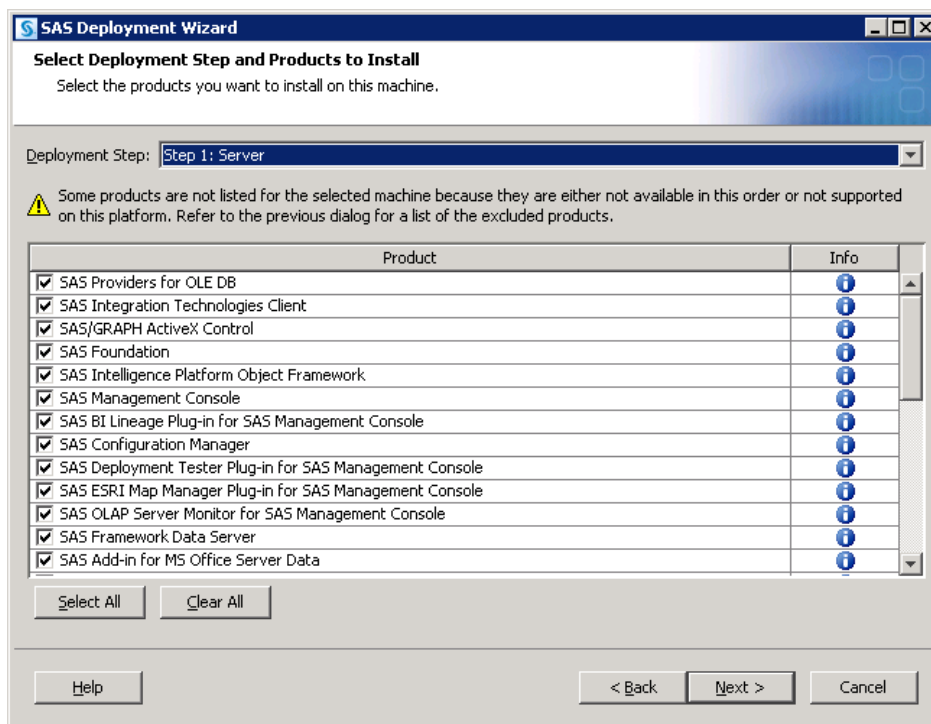 SAS Deployment Wizard
Select Deployment Step and Products to Install
Select the products you want to install on this machine.
Deployment Step: Step 1: Server
Some products are not listed for the selected machine because they are either not available in this order or not supported
on this platform. Refer to the previous dialog for a list of the excluded products.
Product Info
SAS Providers for OLE DB
SAS Integration Technologies Client
SAS/GRAPH ActiveX Control
SAS Foundation
SAS Intelligence Platform Object Framework
SAS Management Console
SAS BI Lineage Plug-in for SAS Management Console
SAS Configuration Manager
SAS Deployment Tester Plug-in for SAS Management Console
SAS ESRI Map Manager Plug-in for SAS Management Console
SAS OLAP Server Monitor for SAS Management Console
SAS Framework Data Server
SAS Add-in for MS Office Server Data
Select All Clear All
Help < Back Next > Cancel